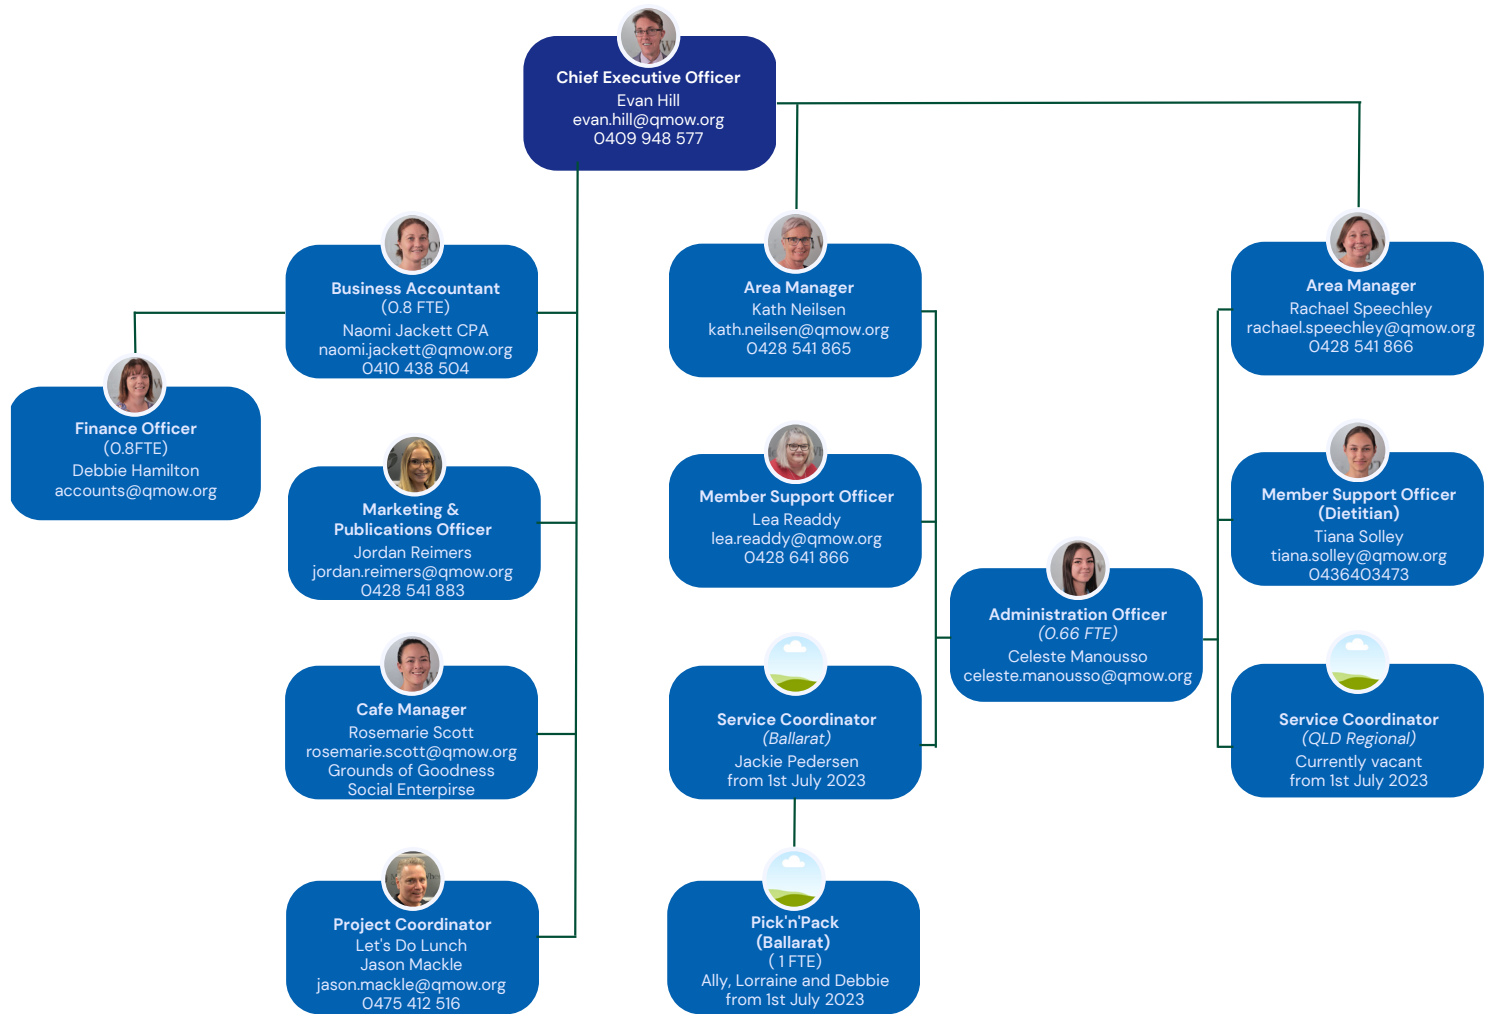 Chief Executive Officer
Evan Hill
evan.hill@qmow.org
0409 948 577
Business Accountant
(0.8 FTE)
Naomi Jackett CPA
naomi.jackett@qmow.org
0410 438 504
Area Manager
Kath Neilsen
kath.neilsen@qmow.org
0428 541 865
Area Manager
Rachael Speechley
rachael.speechley@qmow.org
0428 541 866
Finance Officer
(0.8FTE)
Debbie Hamilton
accounts@qmow.org
Marketing &
Publications Officer
Jordan Reimers
jordan.reimers@qmow.org
0428 541 883
Member Support Officer
Lea Readdy
lea.readdy@qmow.org
0428 641 866
Member Support Officer
(Dietitian)
Tiana Solley
tiana.solley@qmow.org
0436403473
Administration Officer
(0.66 FTE)
Celeste Manousso
celeste.manousso@qmow.org
Cafe Manager
Rosemarie Scott
rosemarie.scott@qmow.org
Grounds of Goodness
Social Enterpirse
Service Coordinator
(Ballarat)
Jackie Pedersen
from 1st July 2023
Service Coordinator
(QLD Regional)
Currently vacant
from 1st July 2023
Project Coordinator
Let's Do Lunch
Jason Mackle
jason.mackle@qmow.org
0475 412 516
Pick'n'Pack
(Ballarat)
( 1 FTE)
Ally, Lorraine and Debbie
from 1st July 2023